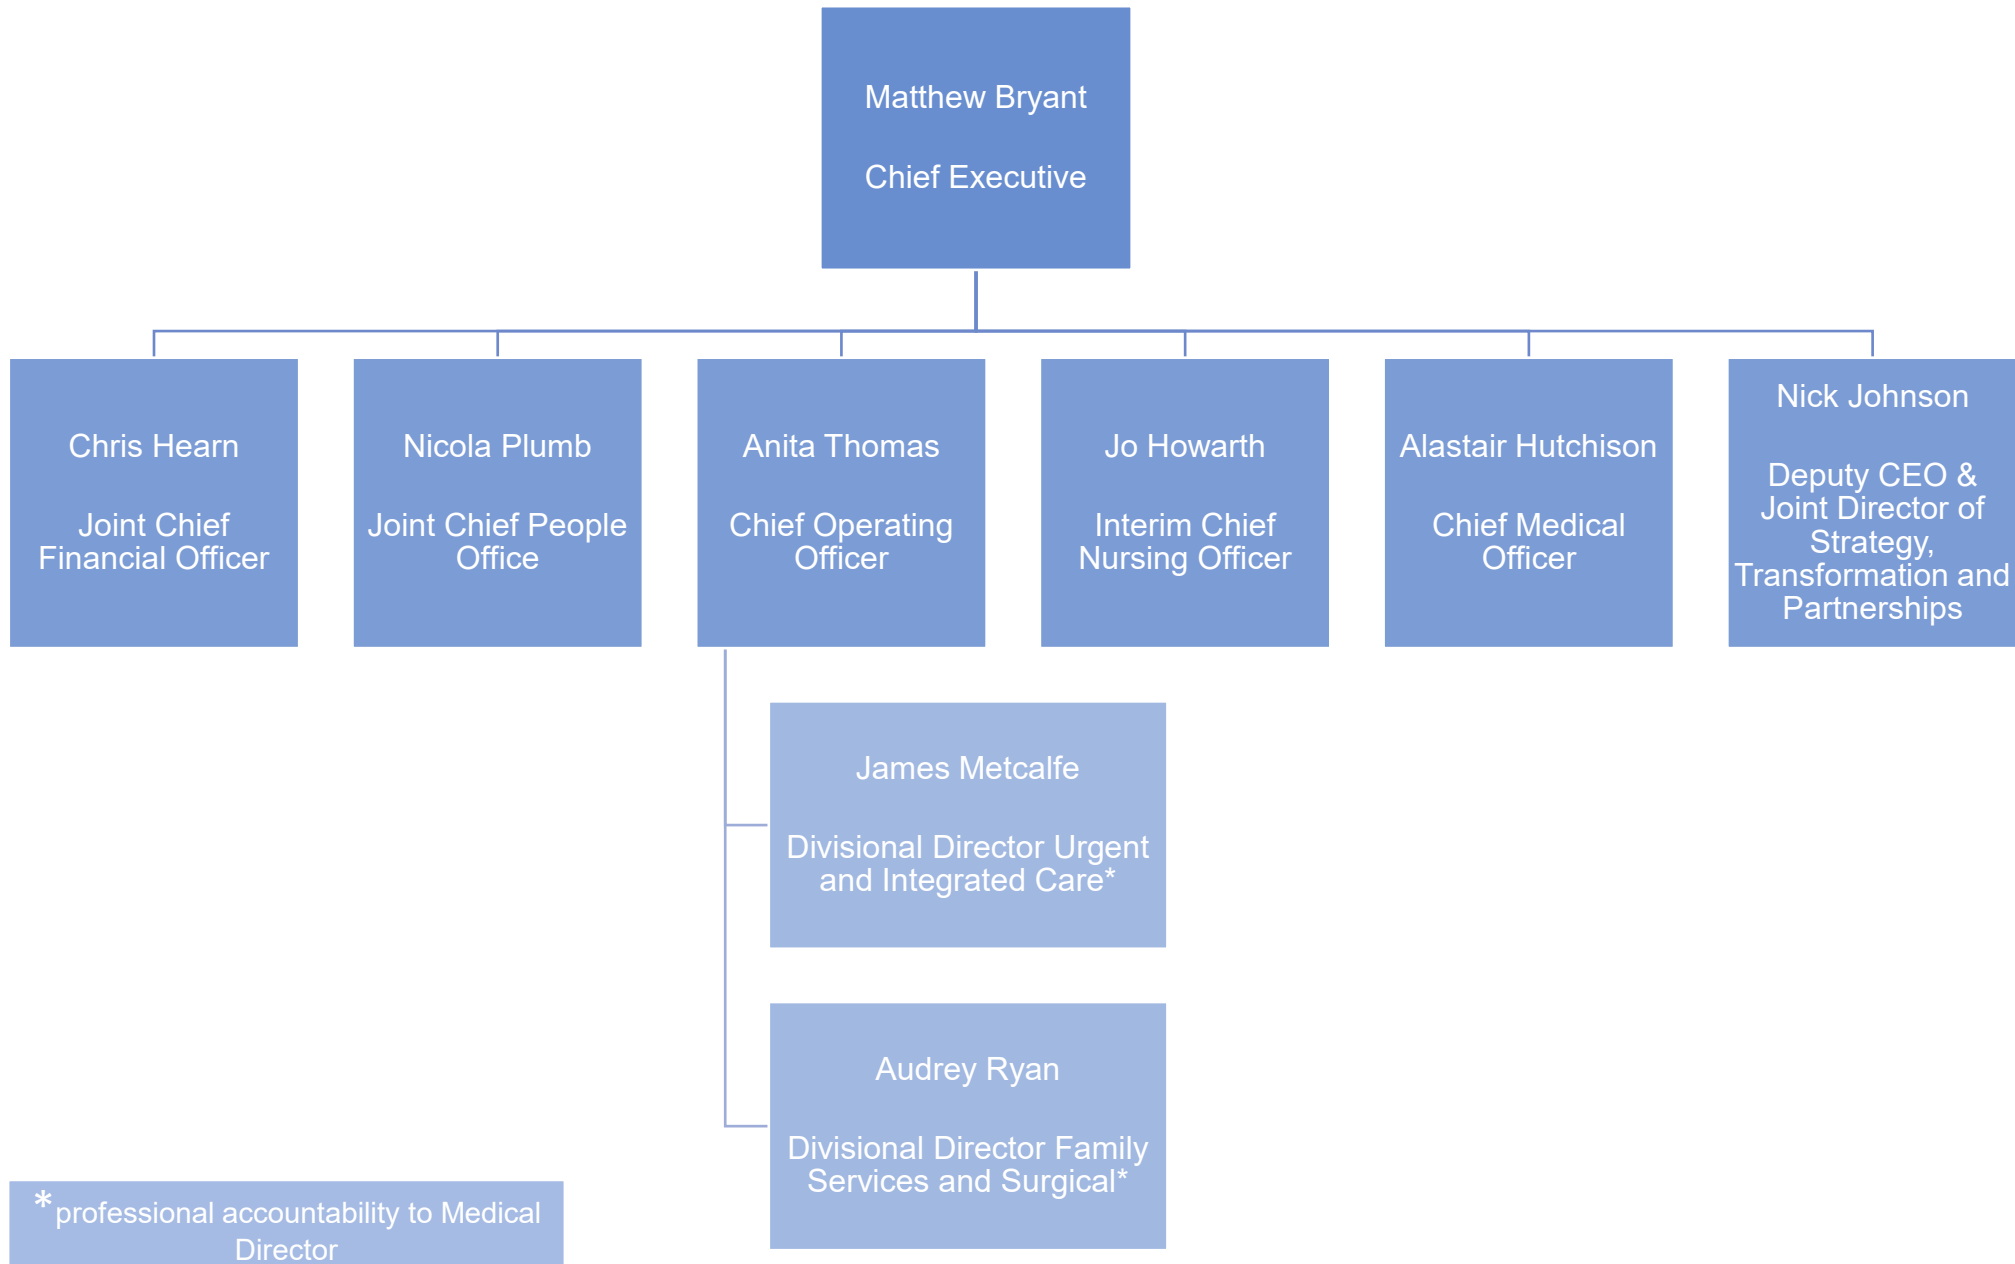 Matthew Bryant
Chief Executive
Chris Hearn
Joint Chief
Financial Officer
Nicola Plumb
Joint Chief People
Office
Anita Thomas
Chief Operating
Officer
Jo Howarth
Interim Chief
Nursing Officer
Alastair Hutchison
Chief Medical
Officer
Nick Johnson
Deputy CEO &
Joint Director of
Strategy,
Transformation and
Partnerships
James Metcalfe
Divisional Director Urgent
and Integrated Care*
Audrey Ryan
Divisional Director Family
Services and Surgical*
*professional accountability to Medical
Director